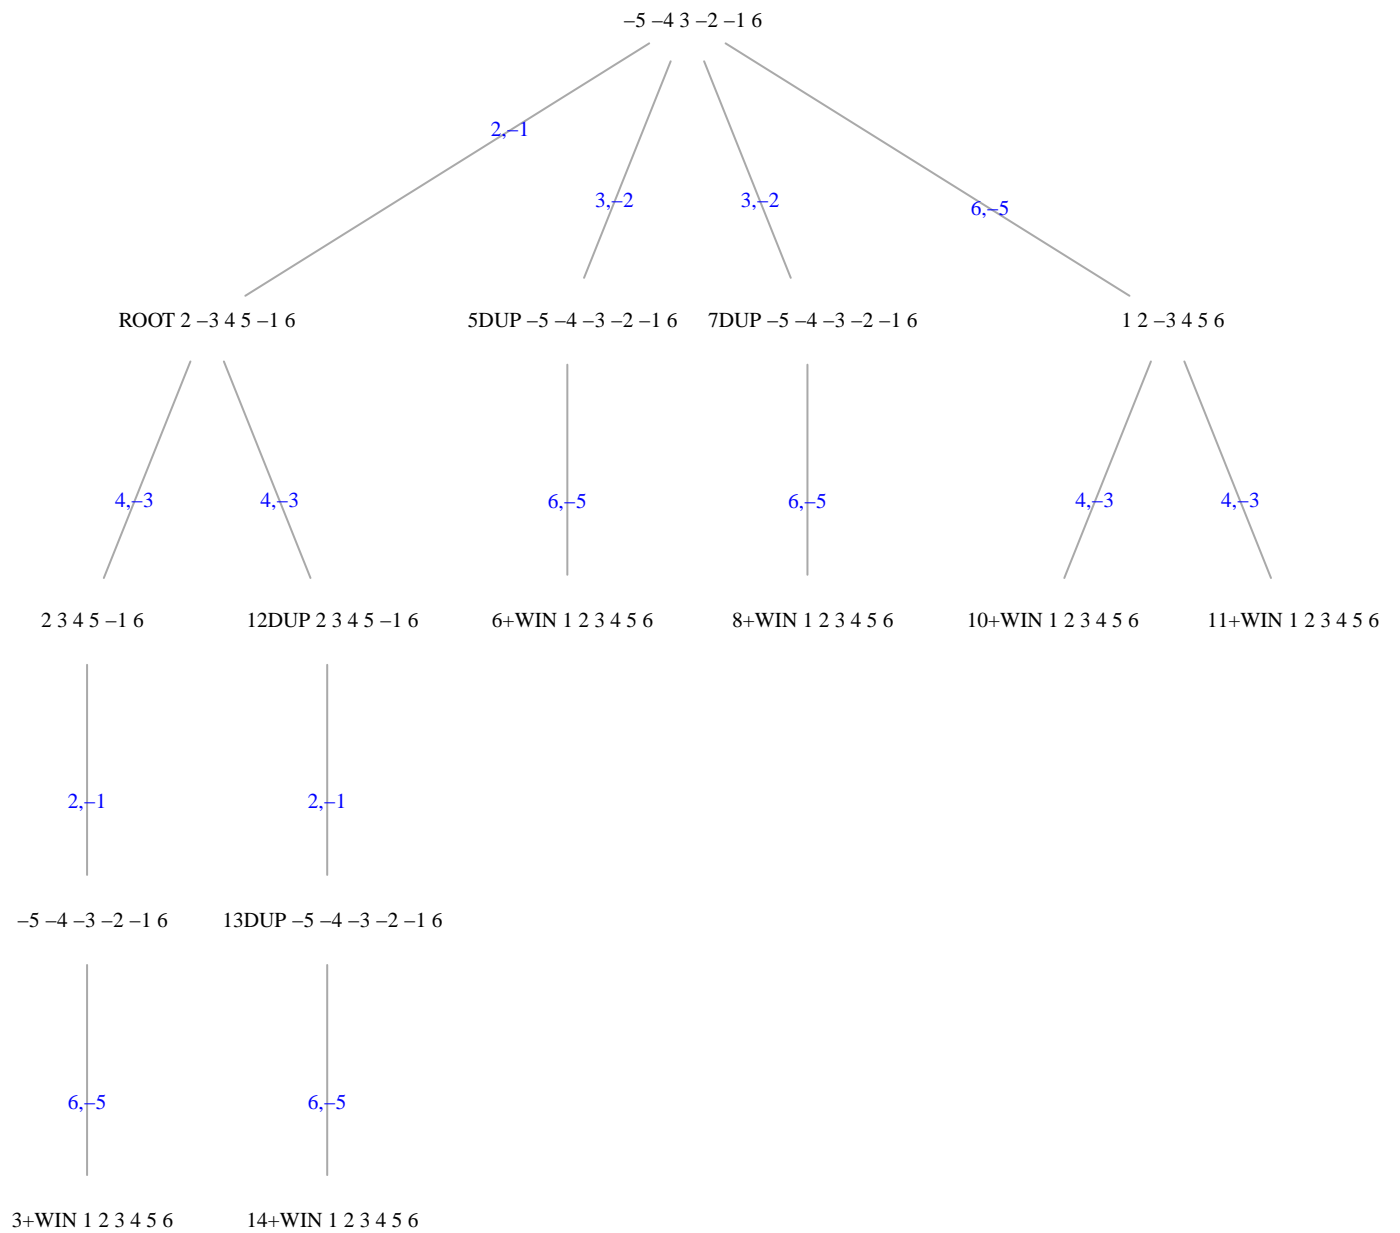 –5 –4 3 –2 –1 6
2,–1
3,–2
3,–2
6,–5
ROOT 2 –3 4 5 –1 6
5DUP –5 –4 –3 –2 –1 6
7DUP –5 –4 –3 –2 –1 6
1 2 –3 4 5 6
4,–3
4,–3
6,–5
6,–5
4,–3
4,–3
2 3 4 5 –1 6
12DUP 2 3 4 5 –1 6
6+WIN 1 2 3 4 5 6
8+WIN 1 2 3 4 5 6
10+WIN 1 2 3 4 5 6
11+WIN 1 2 3 4 5 6
2,–1
2,–1
–5 –4 –3 –2 –1 6
13DUP –5 –4 –3 –2 –1 6
6,–5
6,–5
3+WIN 1 2 3 4 5 6
14+WIN 1 2 3 4 5 6